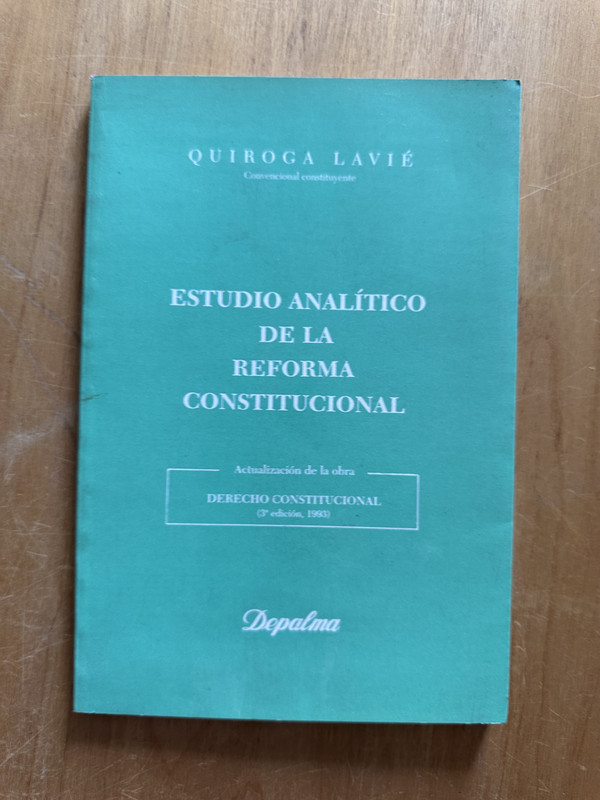 QUIROGA LAVIÉ
Convencional constituyente
ESTUDIO ANALÍTICO
DE LA
REFORMA
CONSTITUCIONAL
Actualización de la obra
DERECHO CONSTITUCIONAL
(3ª edición, 1993)
Depalma